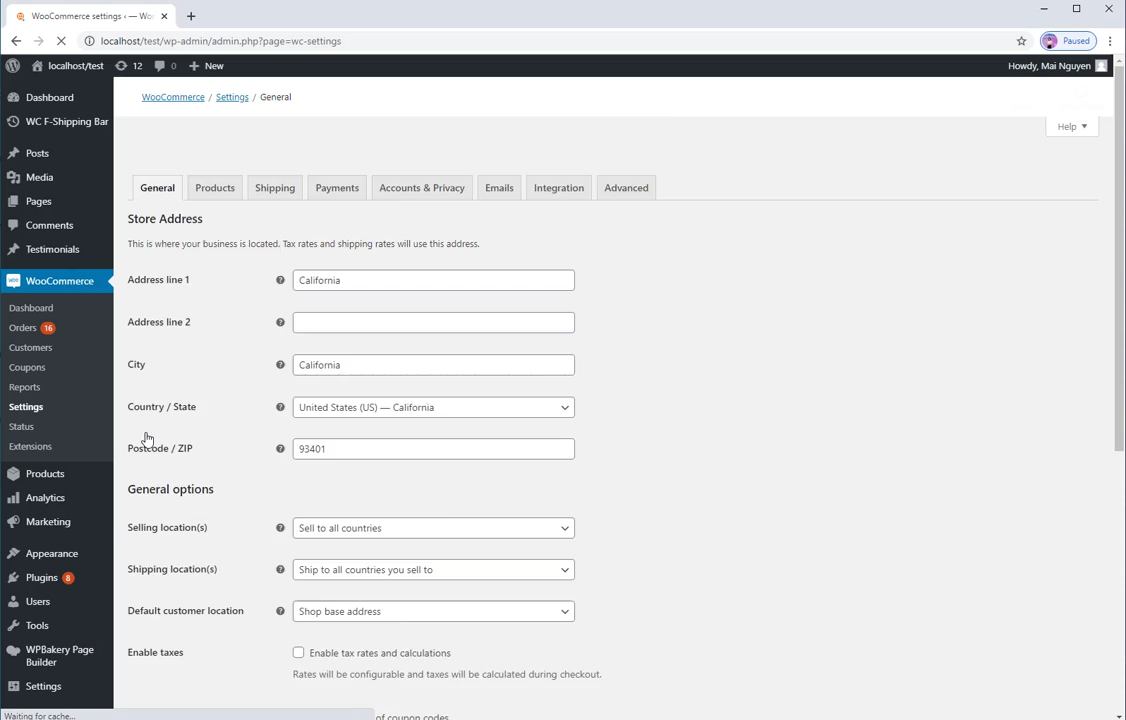 WooCommerce settings ‹ — Wo
localhost/test/wp-admin/admin.php?page=wc-settings
Paused
localhost/test
12
0
New
Howdy, Mai Nguyen
Dashboard
WC F-Shipping Bar
Posts
Media
Pages
Comments
Testimonials
WooCommerce
Dashboard
Orders 16
Customers
Coupons
Reports
Settings
Status
Extensions
Products
Analytics
Marketing
Appearance
Plugins 8
Users
Tools
WPBakery Page
Builder
Settings
WooCommerce / Settings / General
Help
General
Products
Shipping
Payments
Accounts & Privacy
Emails
Integration
Advanced
Store Address
This is where your business is located. Tax rates and shipping rates will use this address.
Address line 1
California
Address line 2
City
California
Country / State
United States (US) — California
Postcode / ZIP
93401
General options
Selling location(s)
Sell to all countries
Shipping location(s)
Ship to all countries you sell to
Default customer location
Shop base address
Enable taxes
Enable tax rates and calculations
Rates will be configurable and taxes will be calculated during checkout.
of coupon codes
Waiting for cache...